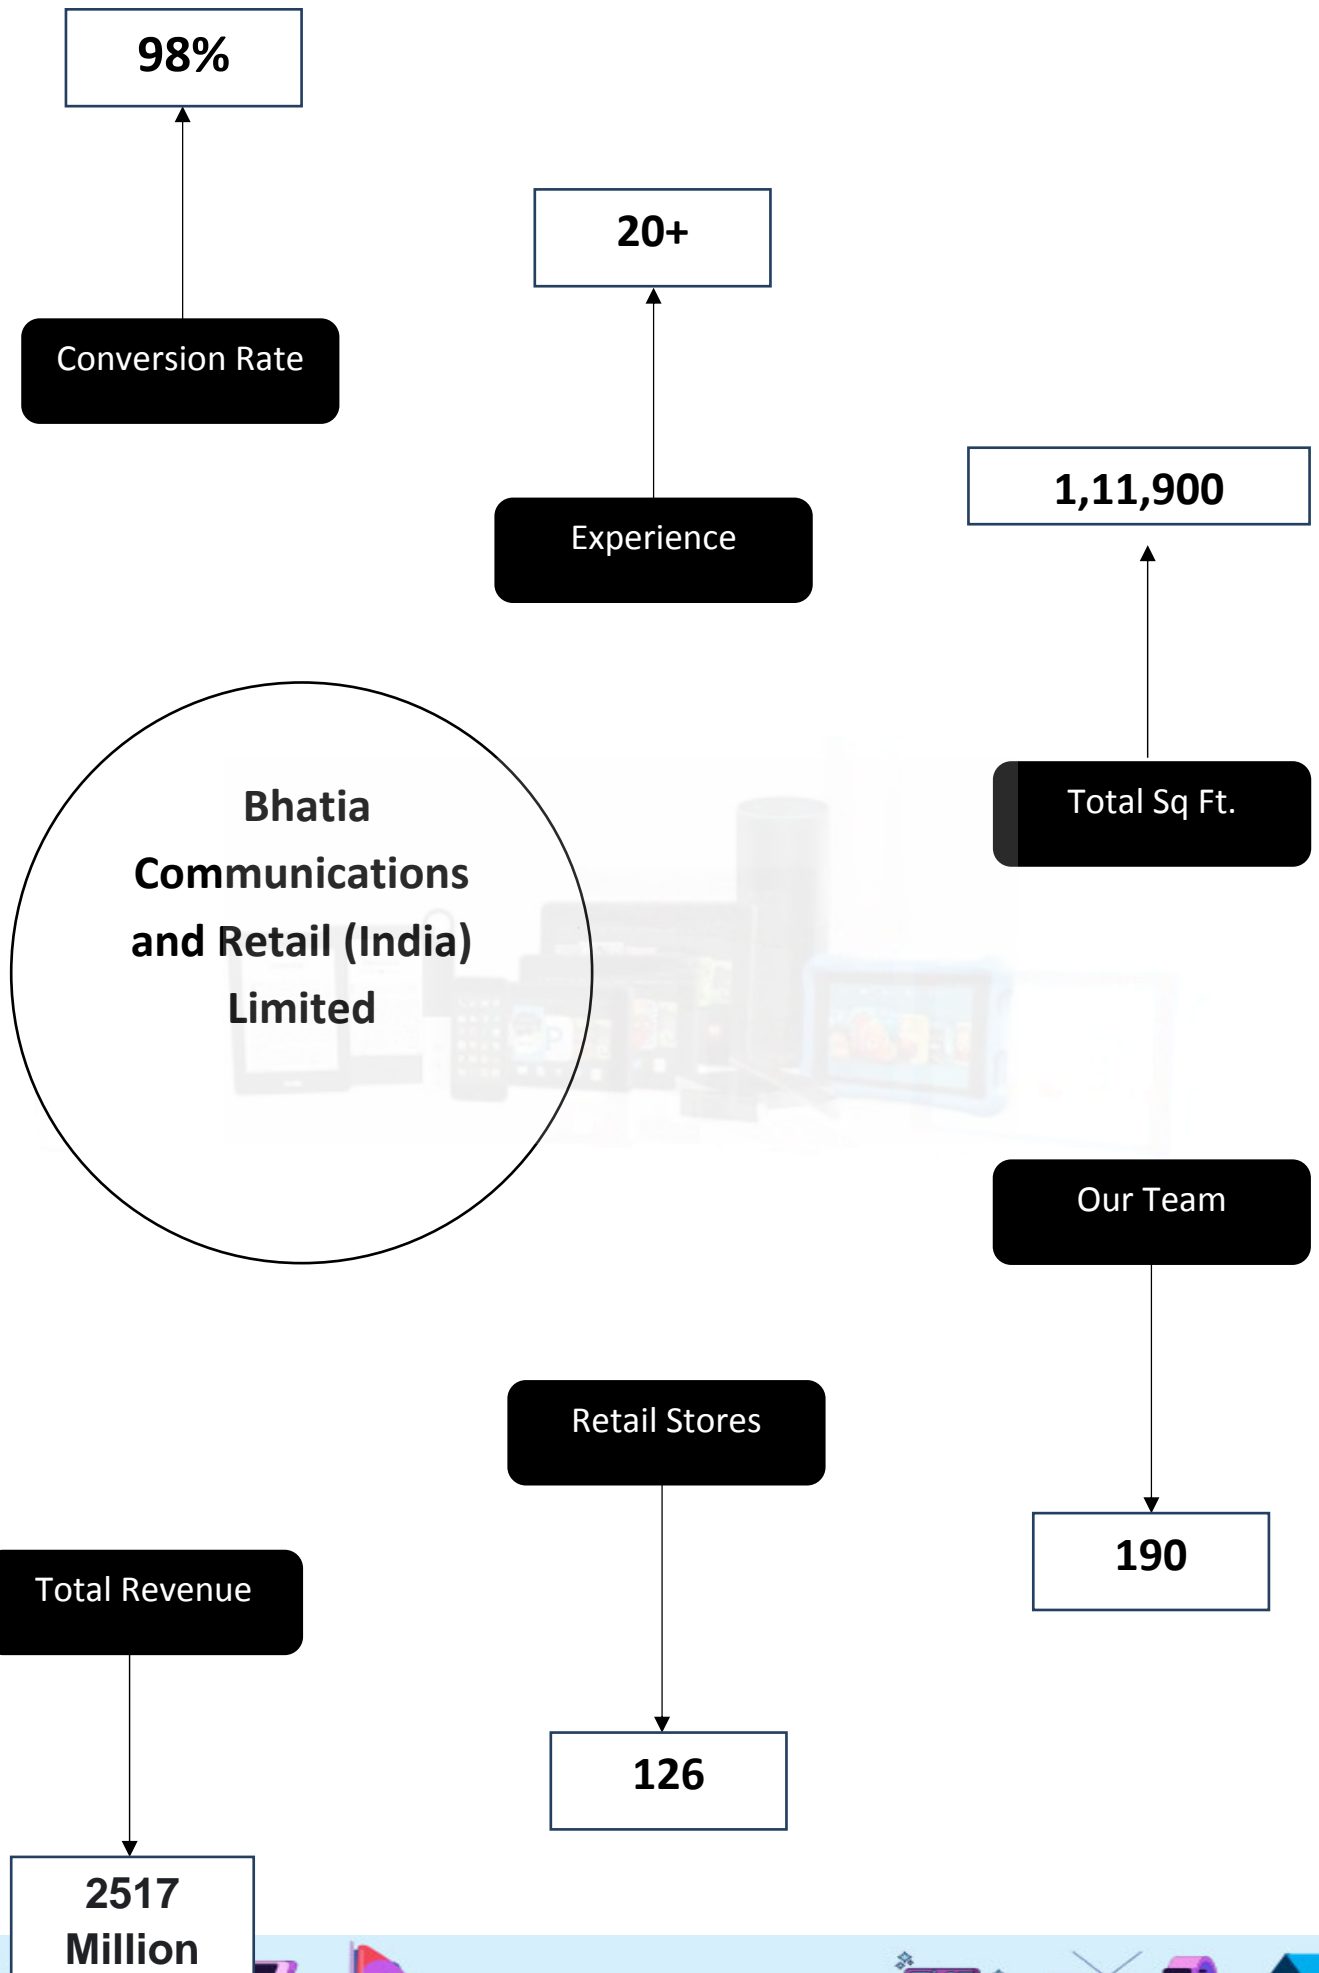 98%
Conversion Rate
20+
Experience
1,11,900
Total Sq Ft.
Bhatia
Communications
and Retail (India)
Limited
Our Team
190
Retail Stores
126
Total Revenue
2517
Million